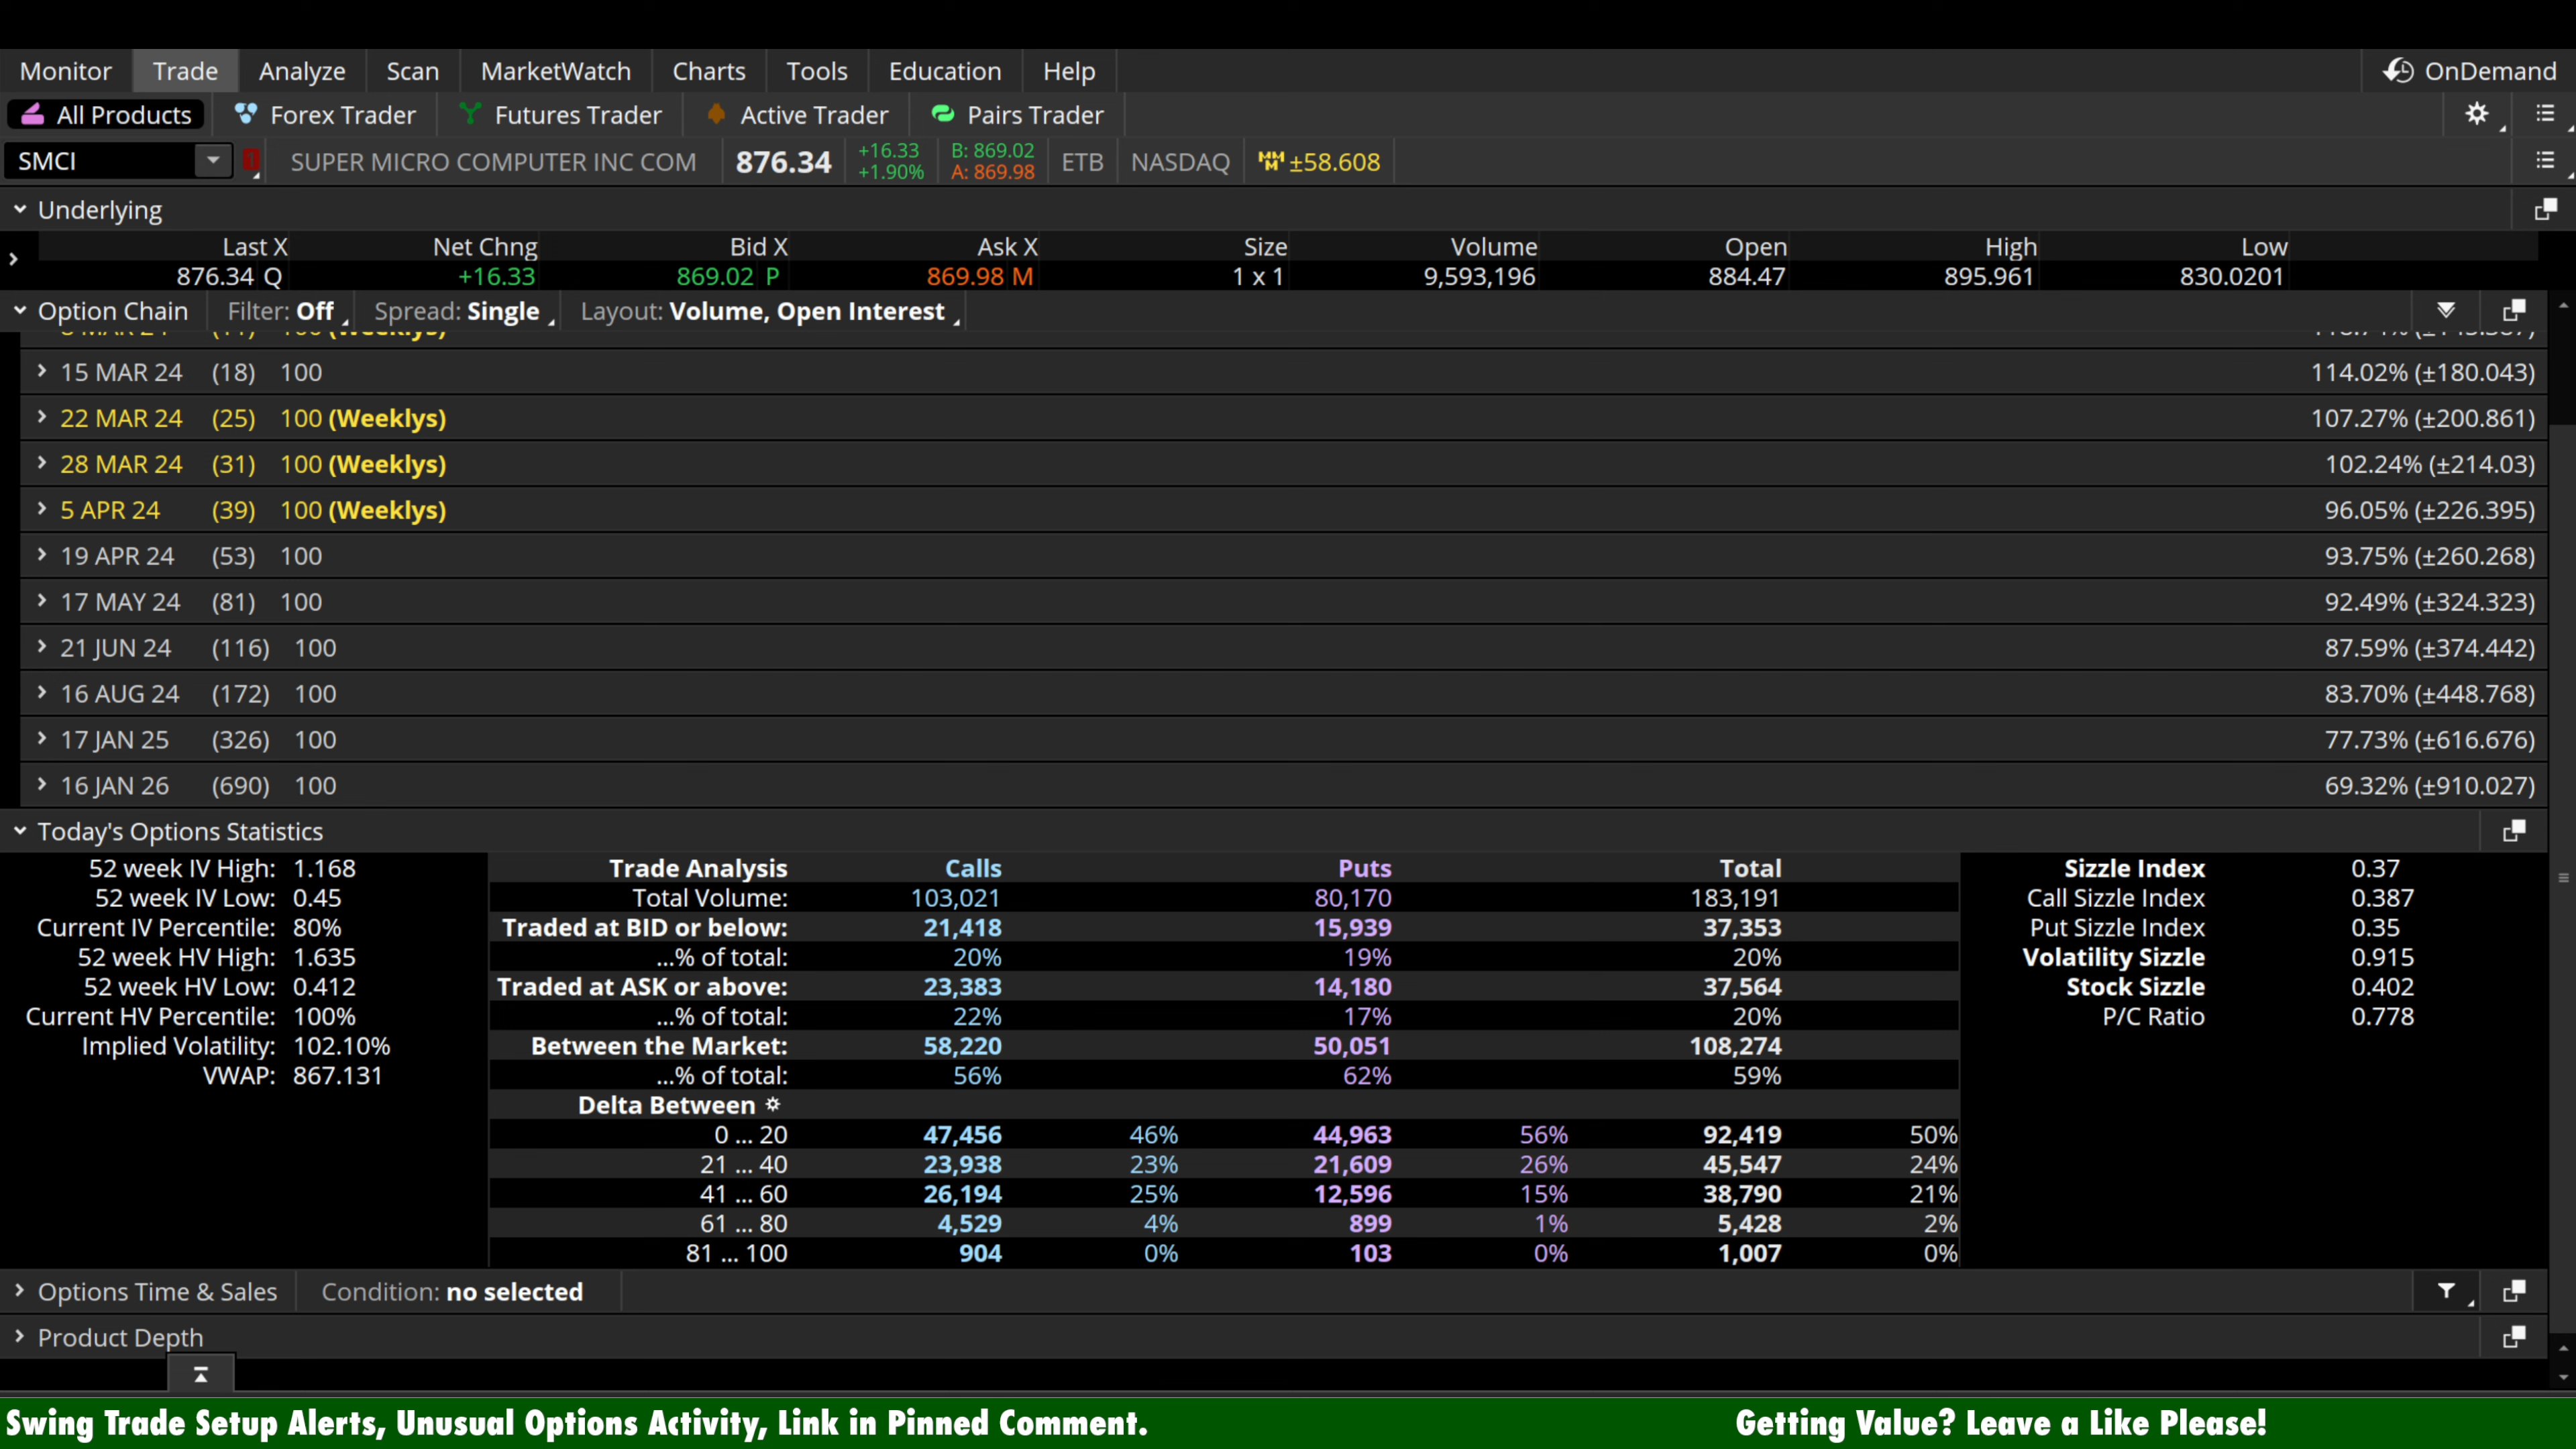 Monitor Trade Analyze Scan MarketWatch Charts Tools Education Help OnDemand
All Products Forex Trader Futures Trader Active Trader Pairs Trader
SMCI SUPER MICRO COMPUTER INC COM 876.34 +16.33 +1.90% B: 869.02 A: 869.98 ETB NASDAQ ±58.608
Underlying
Last X Net Chng Bid X Ask X Size Volume Open High Low
876.34 Q +16.33 869.02 P 869.98 M 1 x 1 9,593,196 884.47 895.961 830.0201
Option Chain Filter: Off Spread: Single Layout: Volume, Open Interest
15 MAR 24 (18) 100 114.02% (±180.043)
22 MAR 24 (25) 100 (Weeklys) 107.27% (±200.861)
28 MAR 24 (31) 100 (Weeklys) 102.24% (±214.03)
5 APR 24 (39) 100 (Weeklys) 96.05% (±226.395)
19 APR 24 (53) 100 93.75% (±260.268)
17 MAY 24 (81) 100 92.49% (±324.323)
21 JUN 24 (116) 100 87.59% (±374.442)
16 AUG 24 (172) 100 83.70% (±448.768)
17 JAN 25 (326) 100 77.73% (±616.676)
16 JAN 26 (690) 100 69.32% (±910.027)
Today's Options Statistics
52 week IV High: 1.168 Trade Analysis Calls Puts Total Sizzle Index 0.37
52 week IV Low: 0.45 Total Volume: 103,021 80,170 183,191 Call Sizzle Index 0.387
Current IV Percentile: 80% Traded at BID or below: 21,418 15,939 37,353 Put Sizzle Index 0.35
52 week HV High: 1.635 ...% of total: 20% 19% 20% Volatility Sizzle 0.915
52 week HV Low: 0.412 Traded at ASK or above: 23,383 14,180 37,564 Stock Sizzle 0.402
Current HV Percentile: 100% ...% of total: 22% 17% 20% P/C Ratio 0.778
Implied Volatility: 102.10% Between the Market: 58,220 50,051 108,274
VWAP: 867.131 ...% of total: 56% 62% 59%
Delta Between
0 ... 20 47,456 46% 44,963 56% 92,419 50%
21 ... 40 23,938 23% 21,609 26% 45,547 24%
41 ... 60 26,194 25% 12,596 15% 38,790 21%
61 ... 80 4,529 4% 899 1% 5,428 2%
81 ... 100 904 0% 103 0% 1,007 0%
Options Time & Sales Condition: no selected
Product Depth
Swing Trade Setup Alerts, Unusual Options Activity, Link in Pinned Comment. Getting Value? Leave a Like Please!